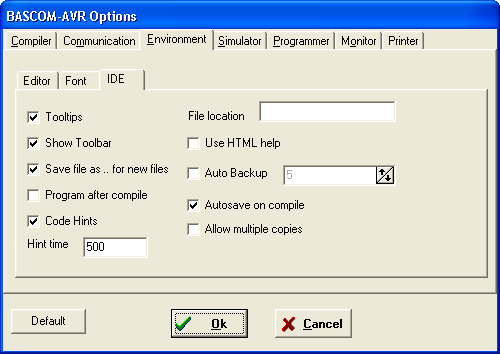 BASCOM-AVR Options
Compiler Communication Environment Simulator Programmer Monitor Printer
Editor Font IDE
Tooltips
File location
Show Toolbar
Use HTML help
Save file as .. for new files
Auto Backup 5
Program after compile
Autosave on compile
Code Hints
Allow multiple copies
Hint time 500
Default Ok Cancel